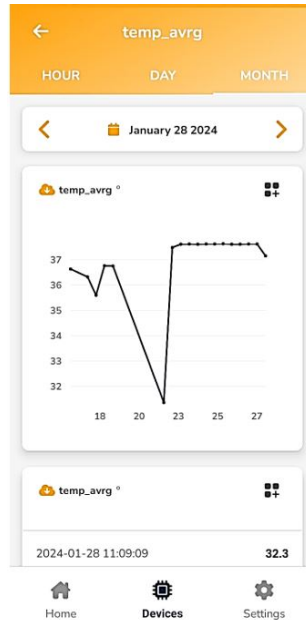 temp_avrg
HOUR DAY MONTH
January 28 2024
temp_avrg °
37
36
35
34
33
32
18 20 23 25 27
temp_avrg °
2024-01-28 11:09:09 32.3
Home Devices Settings